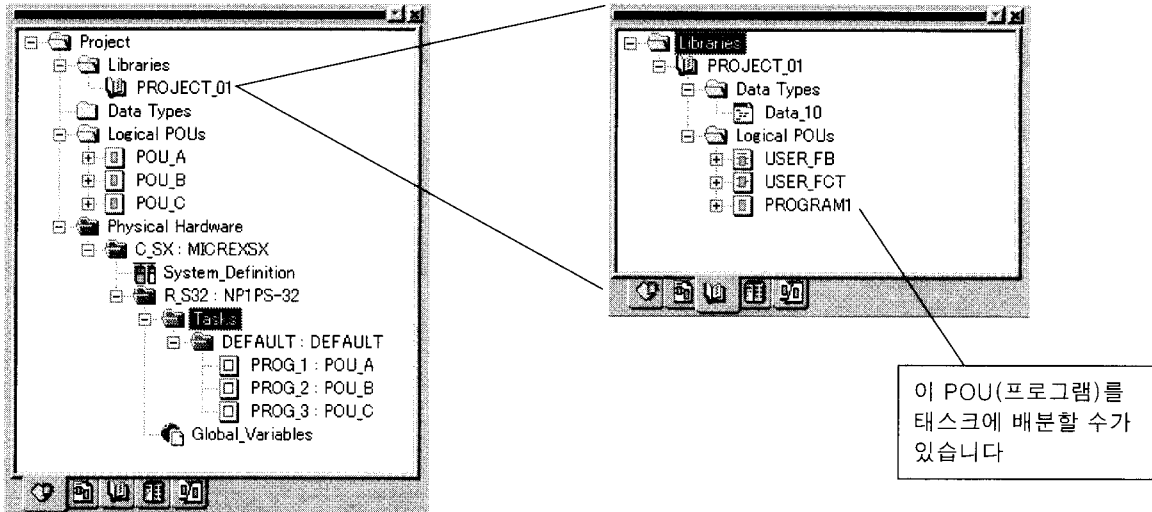 Project
Libraries
PROJECT_01
Data Types
Logical POUs
POU_A
POU_B
POU_C
Physical Hardware
C_SX : MICREXSX
System_Definition
R_S32 : NP1PS-32
Tasks
DEFAULT : DEFAULT
PROG_1 : POU_A
PROG_2 : POU_B
PROG_3 : POU_C
Global_Variables
Libraries
PROJECT_01
Data Types
Data_10
Logical POUs
USER_FB
USER_FCT
PROGRAM1
이 POU(프로그램)를
태스크에 배분할 수가
있습니다